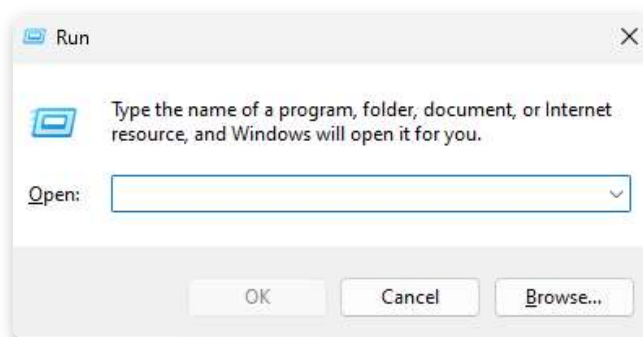 Run
Type the name of a program, folder, document, or Internet
resource, and Windows will open it for you.
Open:
OK Cancel Browse...